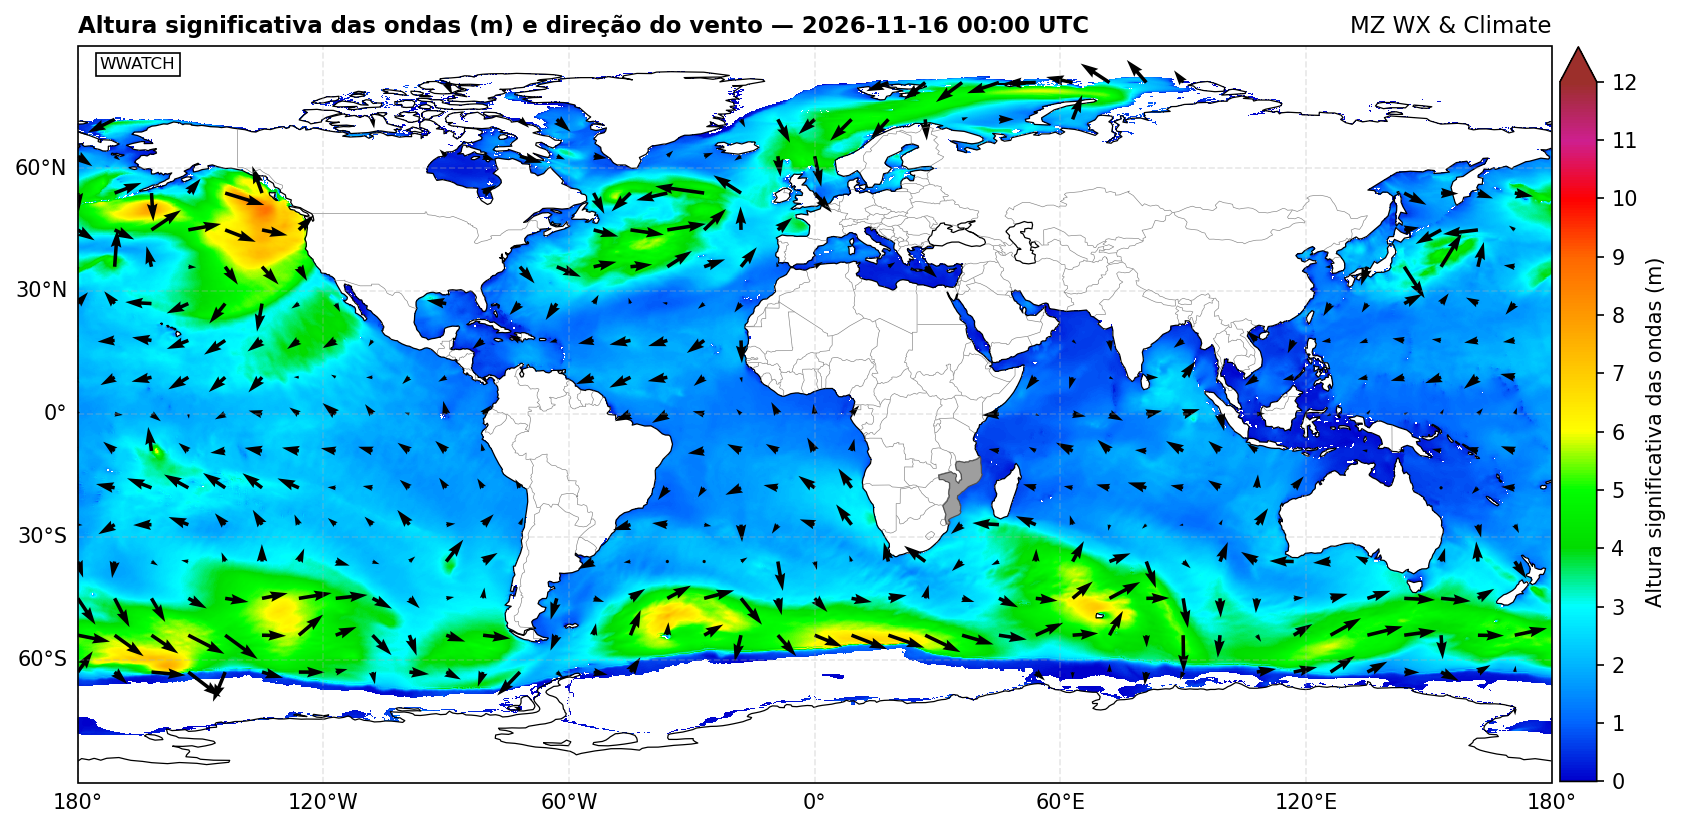 Altura significativa das ondas (m) e direção do vento — 2026-11-16 00:00 UTC
MZ WX & Climate
WWATCH
60°N
30°N
0°
30°S
60°S
180°
120°W
60°W
0°
60°E
120°E
180°
12
11
10
9
8
7
6
5
4
3
2
1
0
Altura significativa das ondas (m)